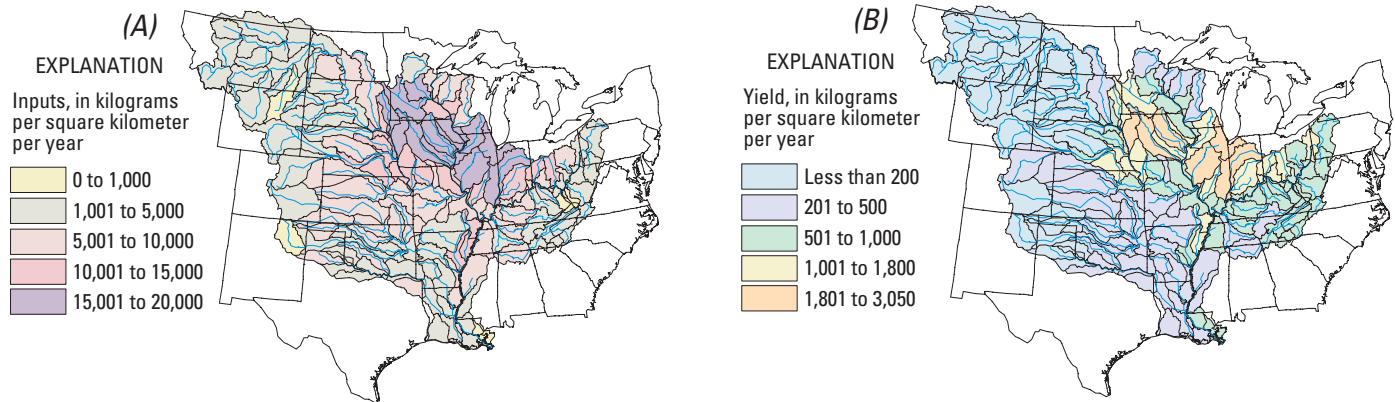 (A)
EXPLANATION
Inputs, in kilograms
per square kilometer
per year
0 to 1,000
1,001 to 5,000
5,001 to 10,000
10,001 to 15,000
15,001 to 20,000
(B)
EXPLANATION
Yield, in kilograms
per square kilometer
per year
Less than 200
201 to 500
501 to 1,000
1,001 to 1,800
1,801 to 3,050